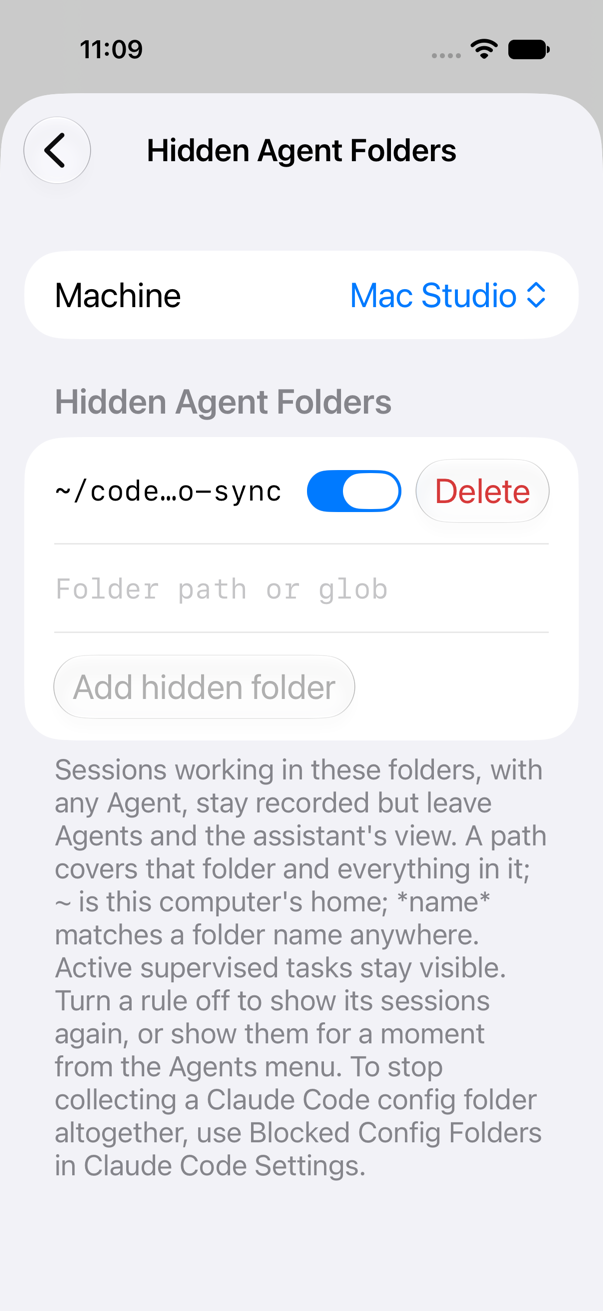 11:09
Hidden Agent Folders
Machine
Mac Studio
Hidden Agent Folders
~/code…o-sync
Delete
Folder path or glob
Add hidden folder
Sessions working in these folders, with
any Agent, stay recorded but leave
Agents and the assistant's view. A path
covers that folder and everything in it;
~ is this computer's home; *name*
matches a folder name anywhere.
Active supervised tasks stay visible.
Turn a rule off to show its sessions
again, or show them for a moment
from the Agents menu. To stop
collecting a Claude Code config folder
altogether, use Blocked Config Folders
in Claude Code Settings.